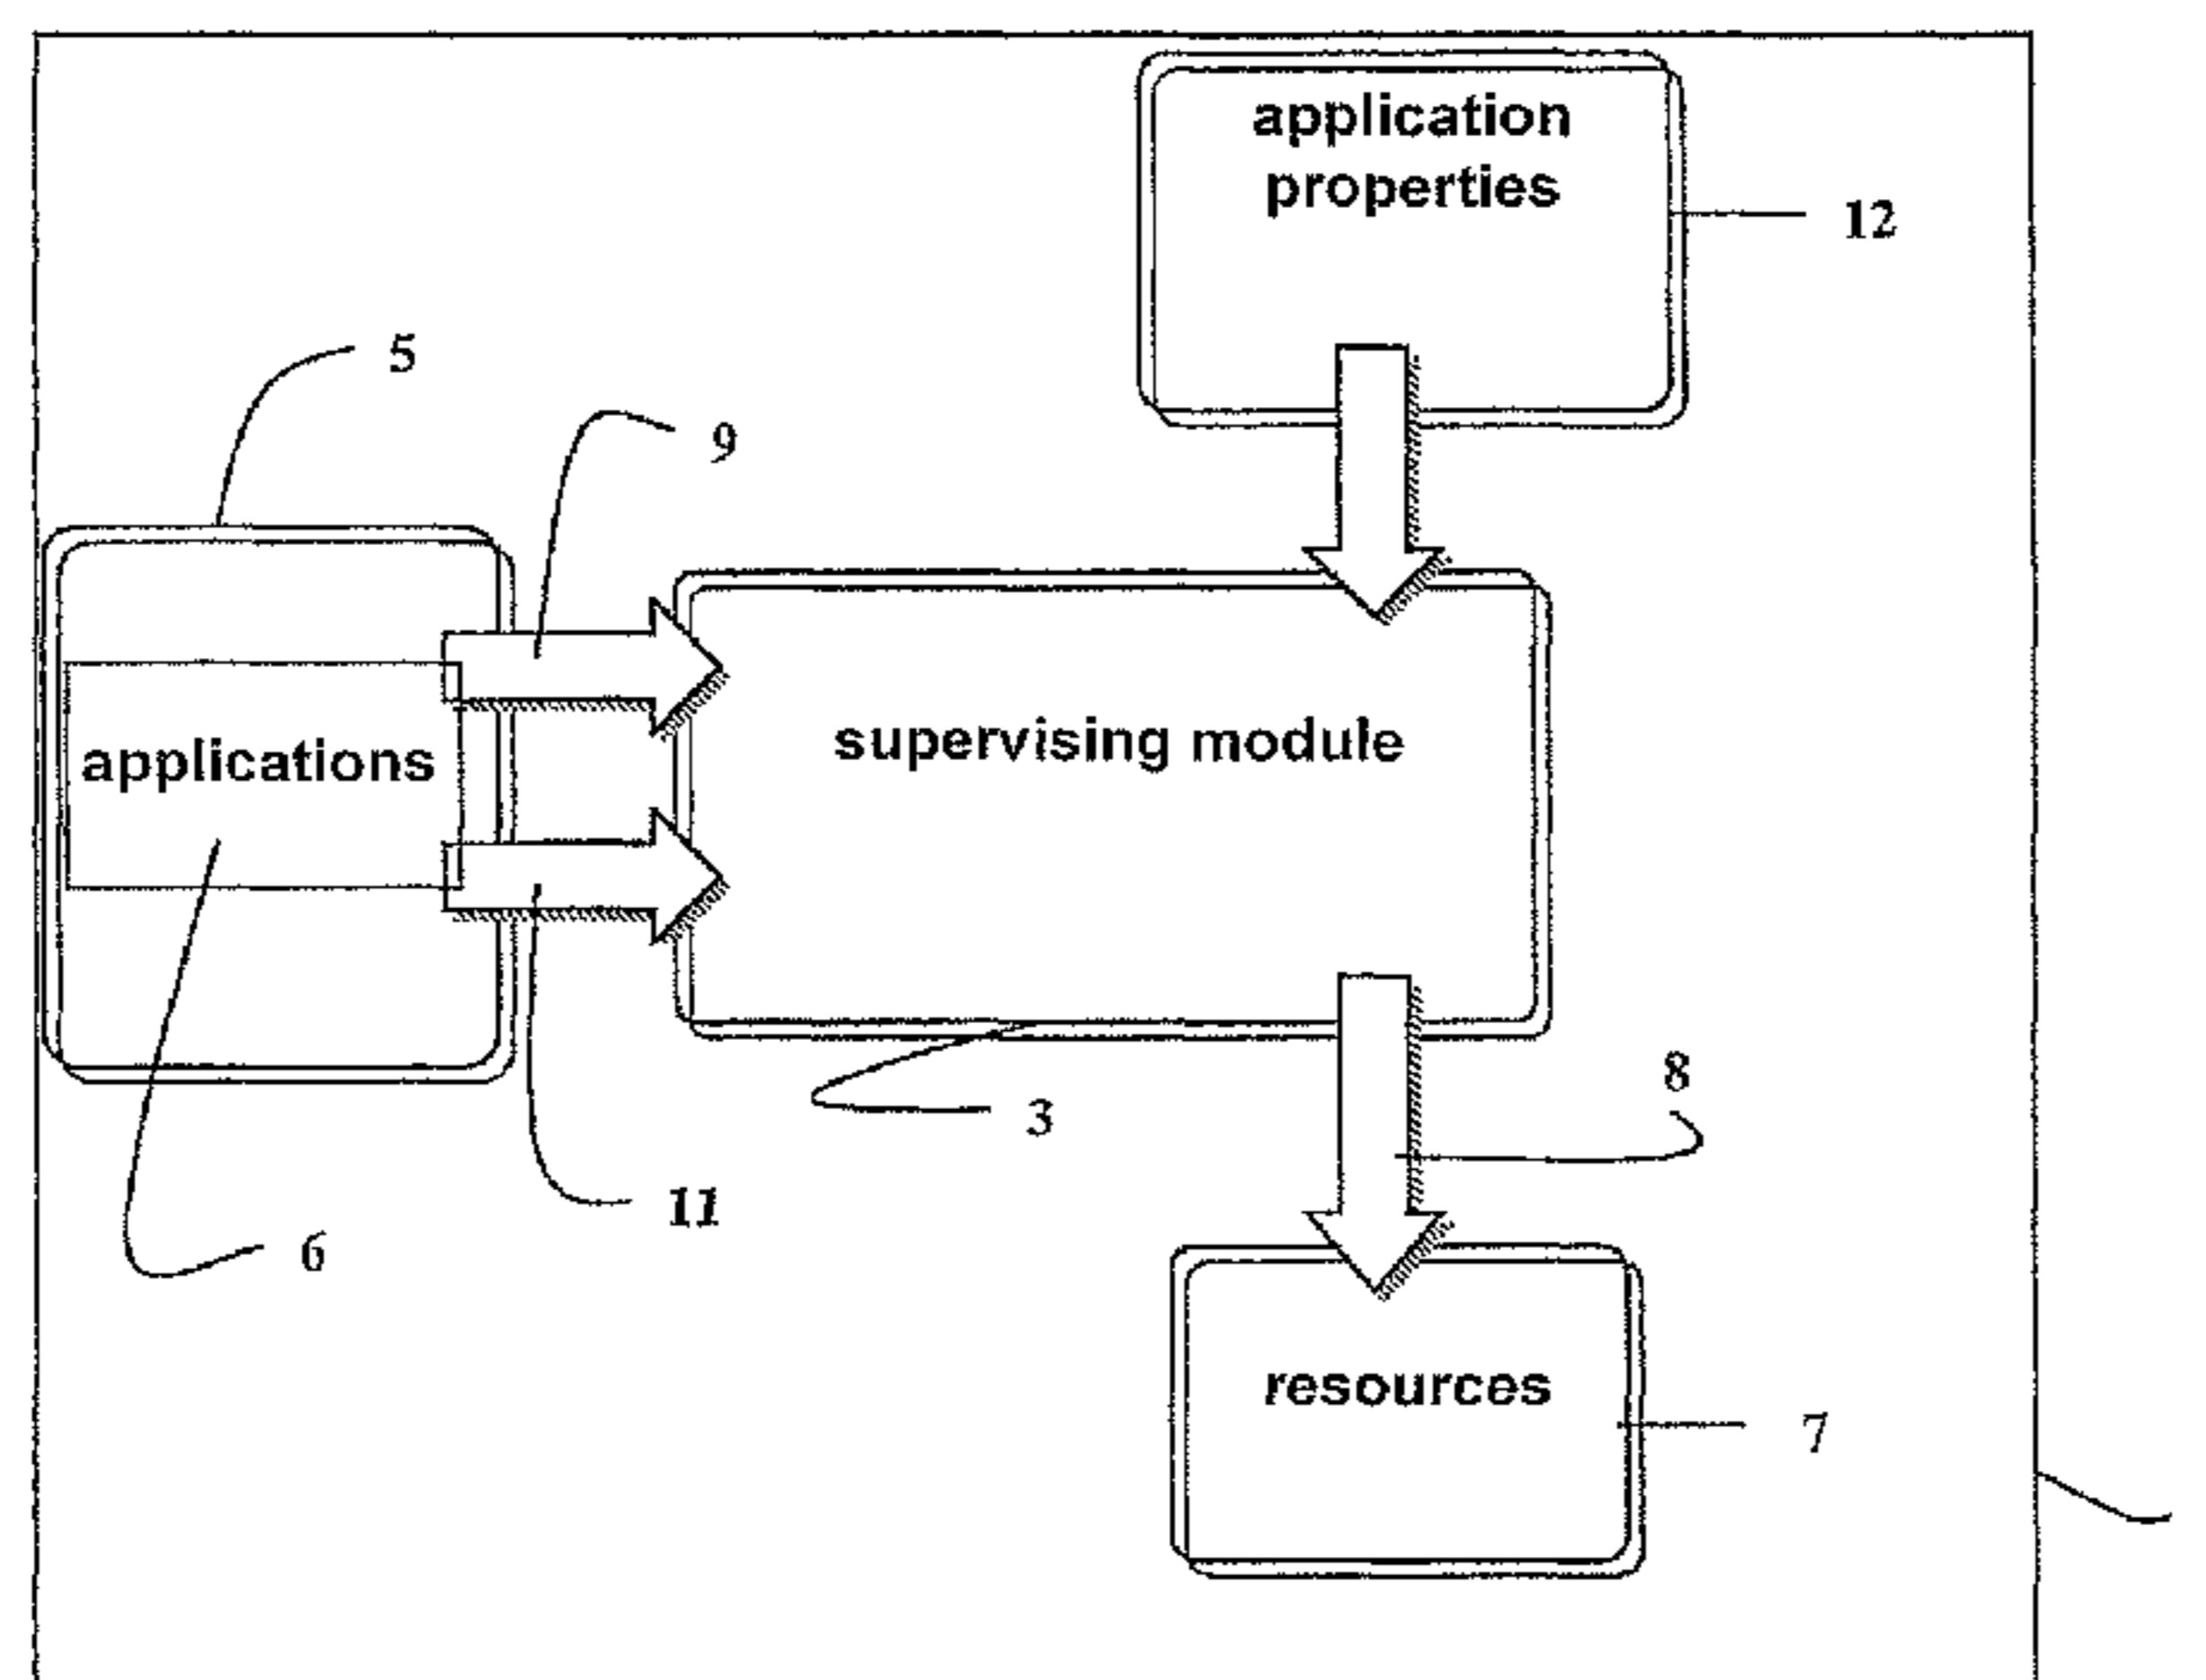 application
properties
12
5
9
applications
supervising module
8
3
11
6
resources
7